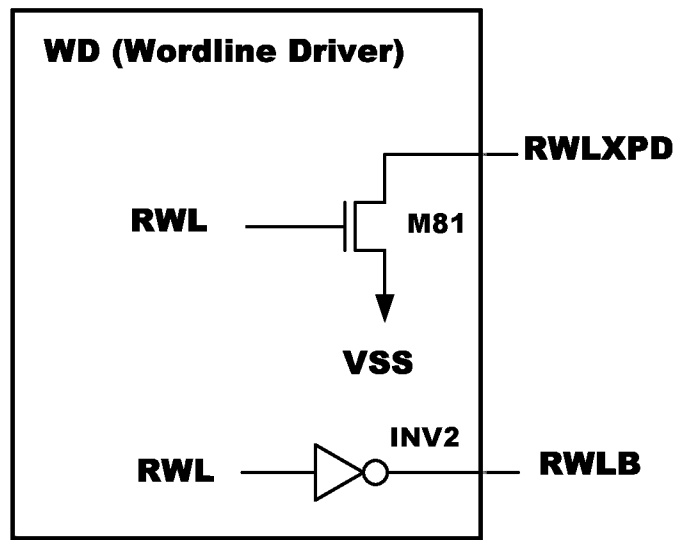 WD (Wordline Driver)
RWLXPD
RWL
M81
VSS
INV2
RWL
RWLB